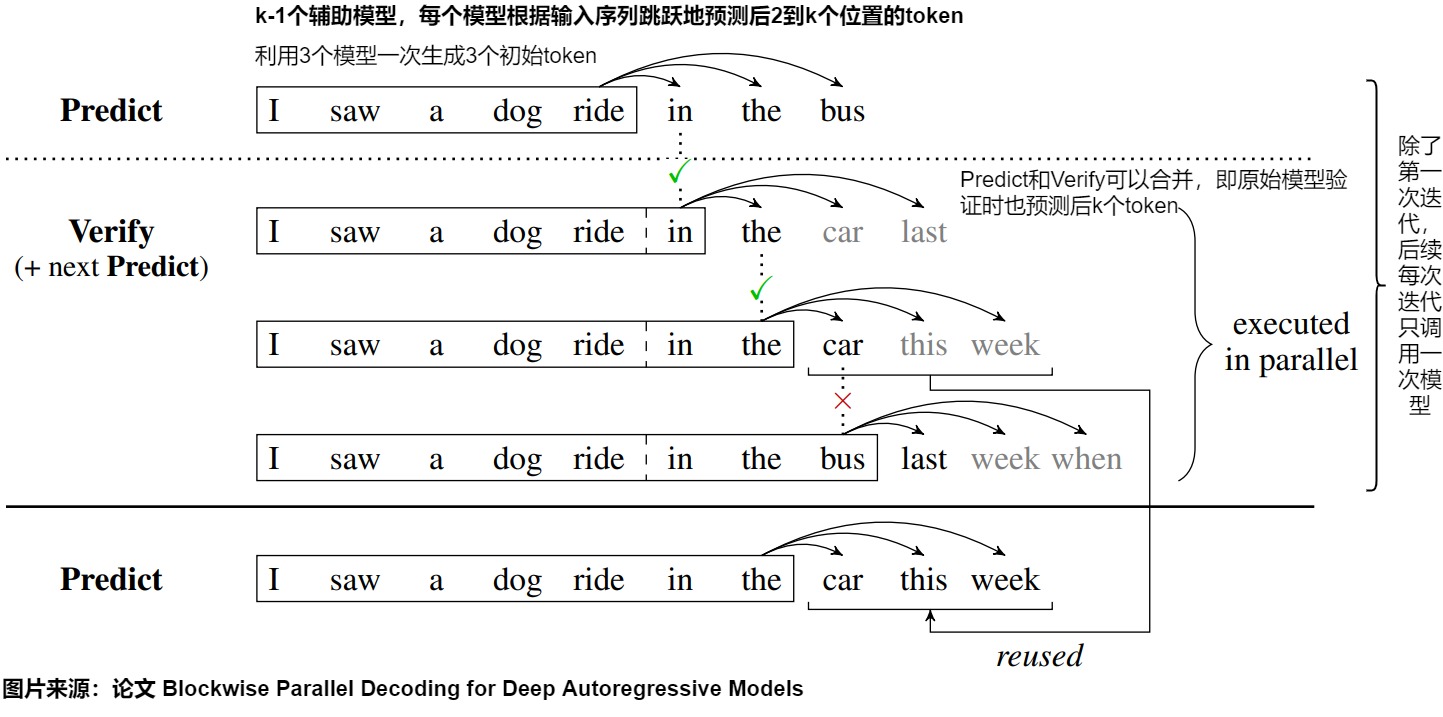 k-1个辅助模型，每个模型根据输入序列跳跃地预测后2到k个位置的token
利用3个模型一次生成3个初始token
Predict I saw a dog ride in the bus
Predict和Verify可以合并，即原始模型验
证时也预测后k个token
Verify I saw a dog ride in the car last
(+ next Predict)
I saw a dog ride in the car this week
executed
in parallel
I saw a dog ride in the bus last week when
除了
第一
次迭
代，
后续
每次
迭代
只调
用一
次模
型
Predict I saw a dog ride in the car this week
reused
图片来源：论文 Blockwise Parallel Decoding for Deep Autoregressive Models